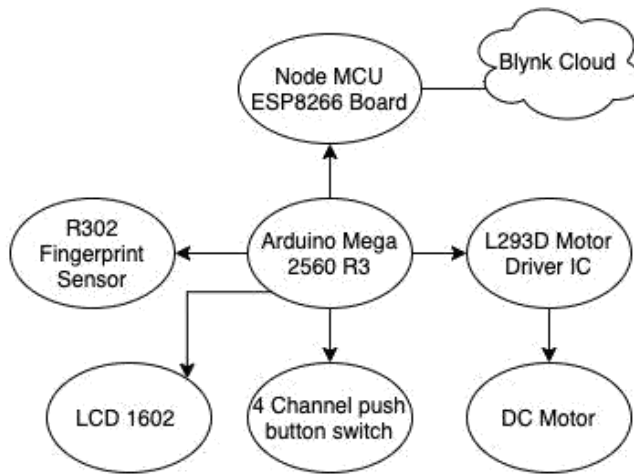 Node MCU
ESP8266 Board
Blynk Cloud
R302
Fingerprint
Sensor
Arduino Mega
2560 R3
L293D Motor
Driver IC
LCD 1602
4 Channel push
button switch
DC Motor